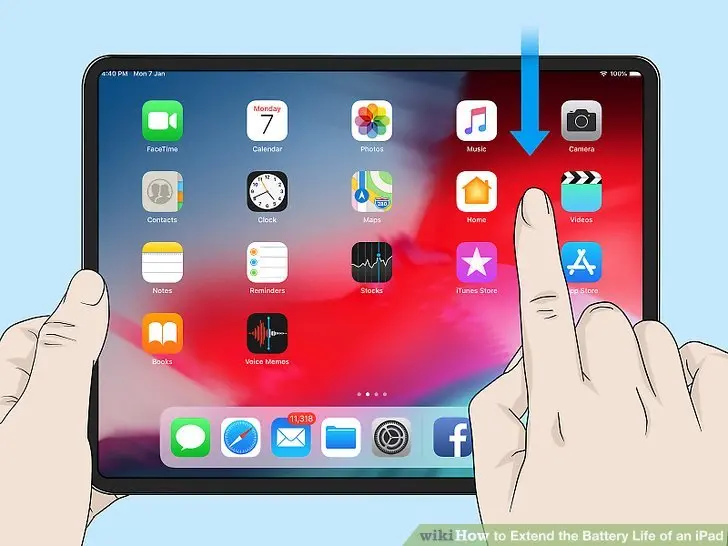 4:40 PM Mon 7 Jan
100%
FaceTime
Monday
7
Calendar
Photos
Music
Camera
Contacts
Clock
280
Maps
Home
Videos
Notes
Reminders
Stocks
iTunes Store
App Store
Books
Voice Memos
11,318
f
wikiHow to Extend the Battery Life of an iPad